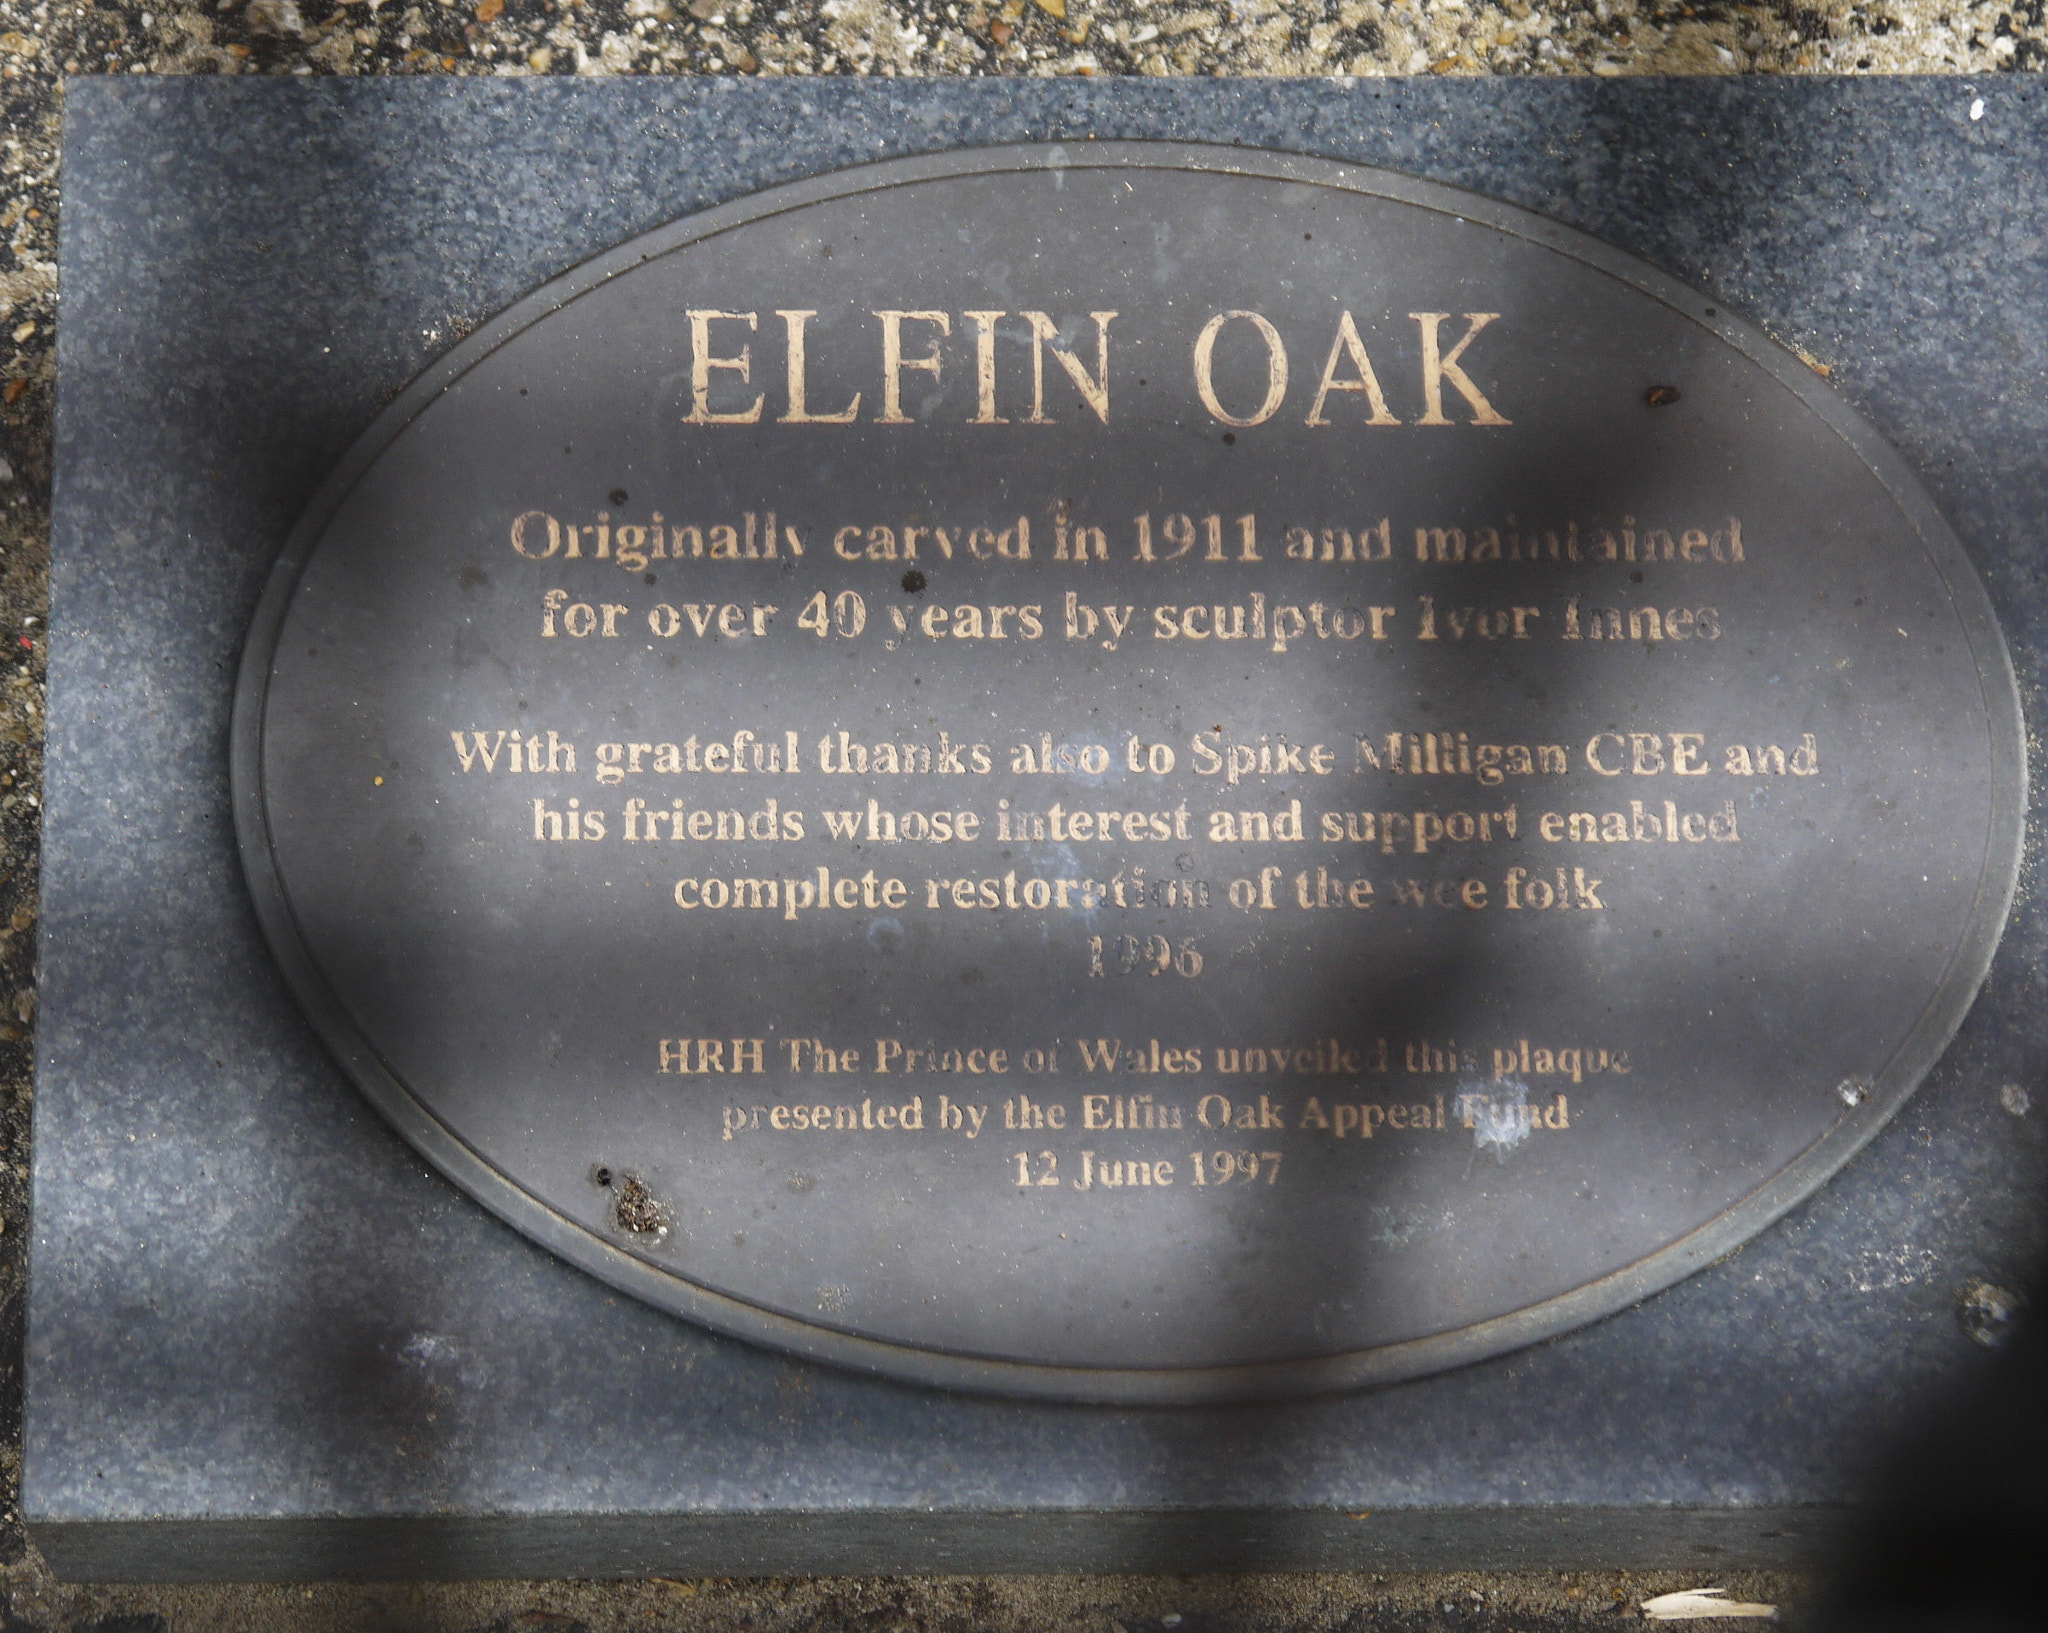 ELFIN OAK
Originally carved in 1911 and maintained
for over 40 years by sculptor Ivor Innes
With grateful thanks also to Spike Milligan CBE and
his friends whose interest and support enabled
complete restoration of the wee folk
1996
HRH The Prince of Wales unveiled this plaque
presented by the Elfin Oak Appeal Fund
12 June 1997